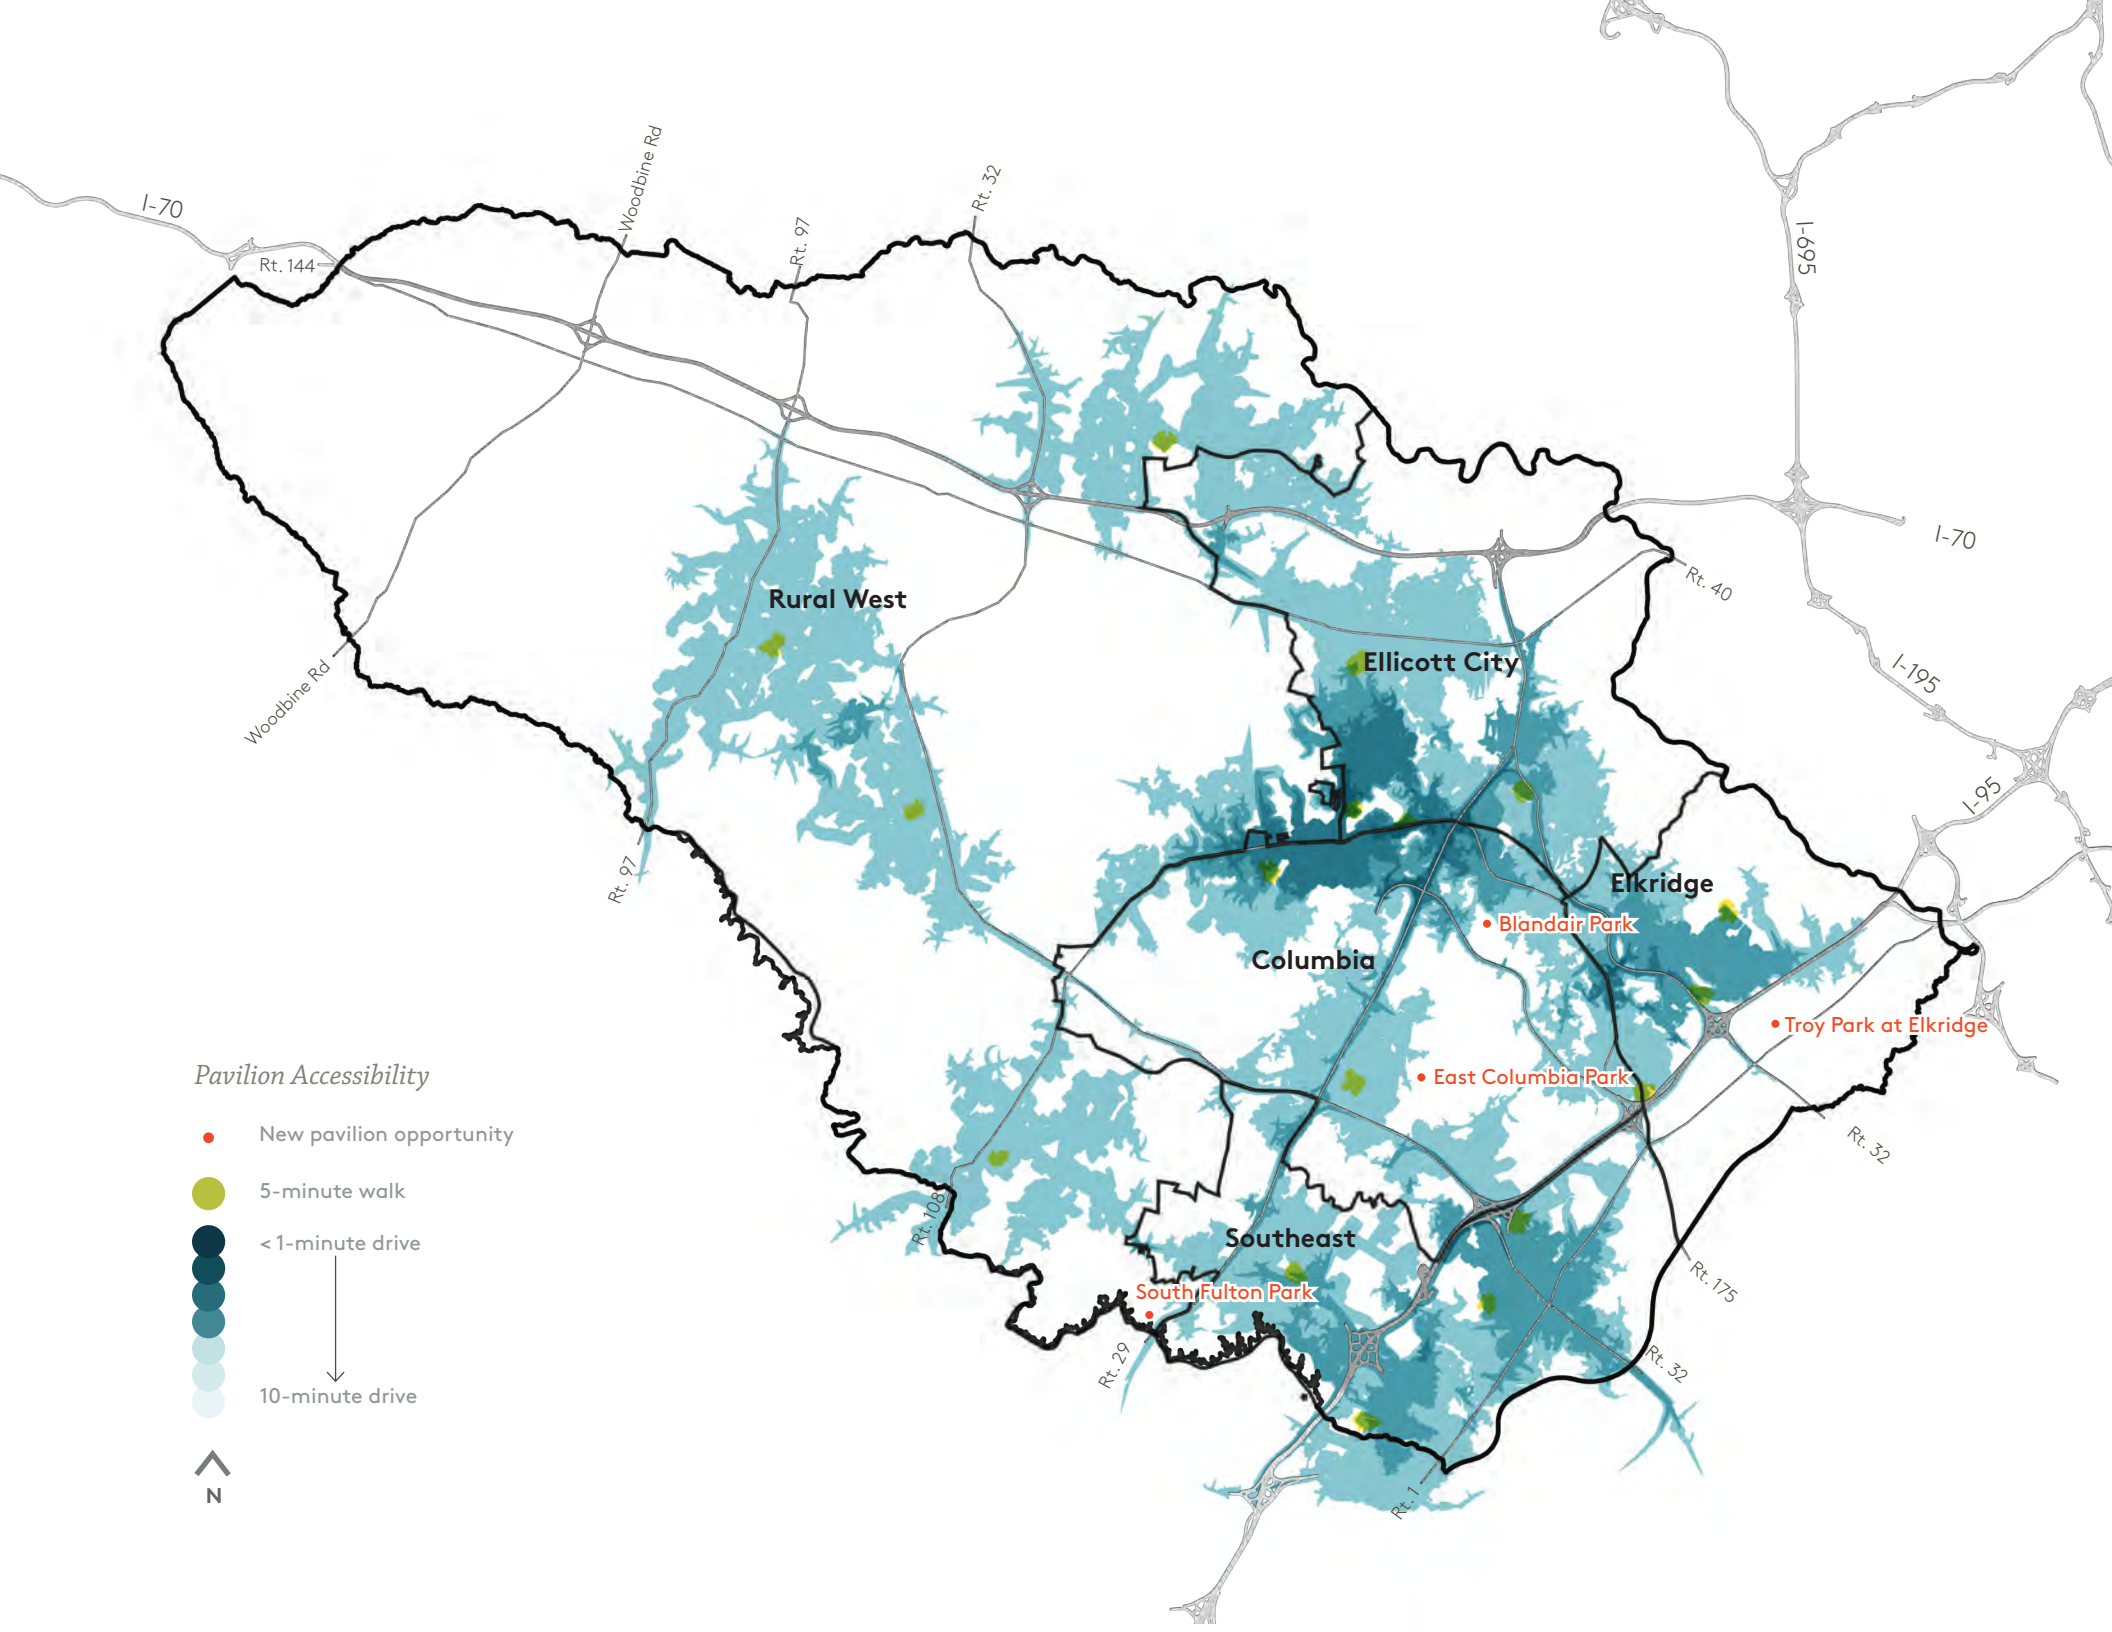 Woodbine Rd
Rt. 32
I-70
Rt. 97
Rt. 144
I-695
I-70
Rt. 40
Rural West
Ellicott City
I-195
Woodbine Rd
I-95
Rt. 97
Elkridge
Blandair Park
Columbia
Troy Park at Elkridge
East Columbia Park
Pavilion Accessibility
New pavilion opportunity
5-minute walk
< 1-minute drive
10-minute drive
N
Rt. 32
Rt. 108
Southeast
South Fulton Park
Rt. 175
Rt. 29
Rt. 32
Rt. 1